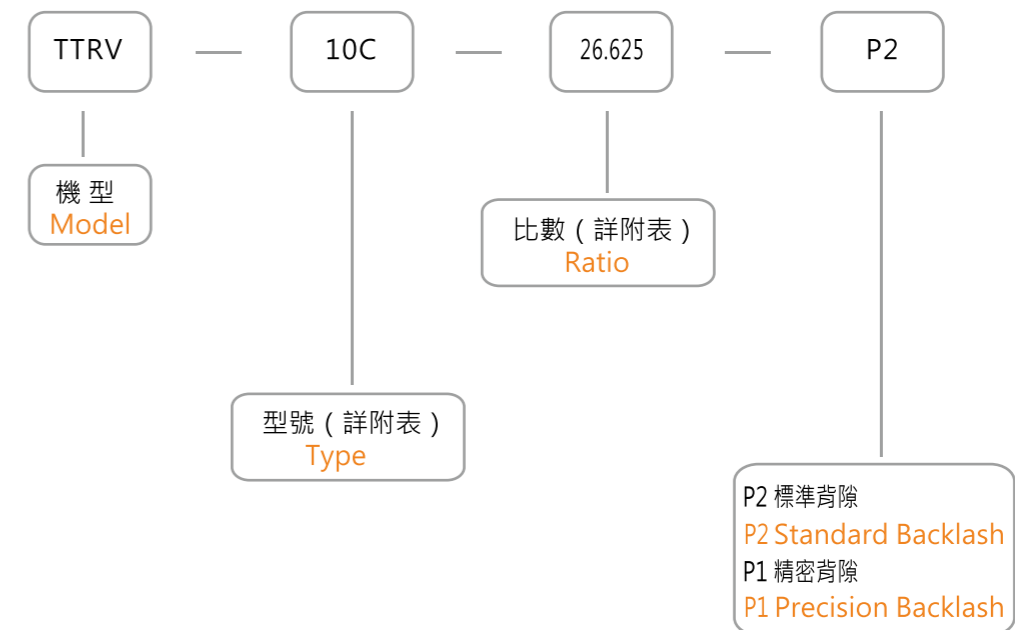 TTRV — 10C — 26.625 — P2
機 型
Model
比數 ( 詳附表 )
Ratio
型號 ( 詳附表 )
Type
P2 標準背隙
P2 Standard Backlash
P1 精密背隙
P1 Precision Backlash